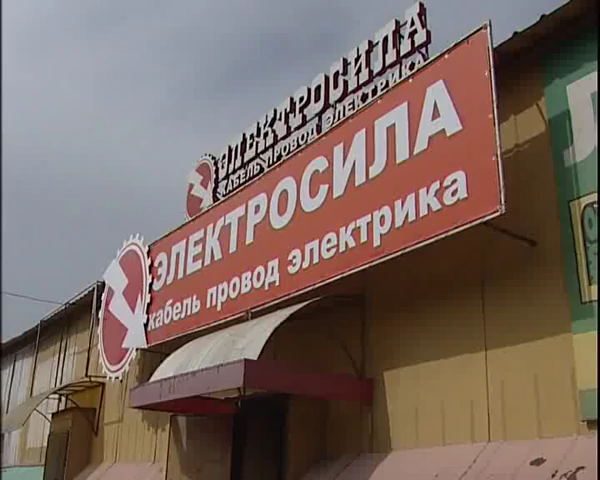 ЭЛЕКТРОСИЛА
КАБЕЛЬ ПРОВОД ЭЛЕКТРИКА
ЭЛЕКТРОСИЛА
кабель провод электрика